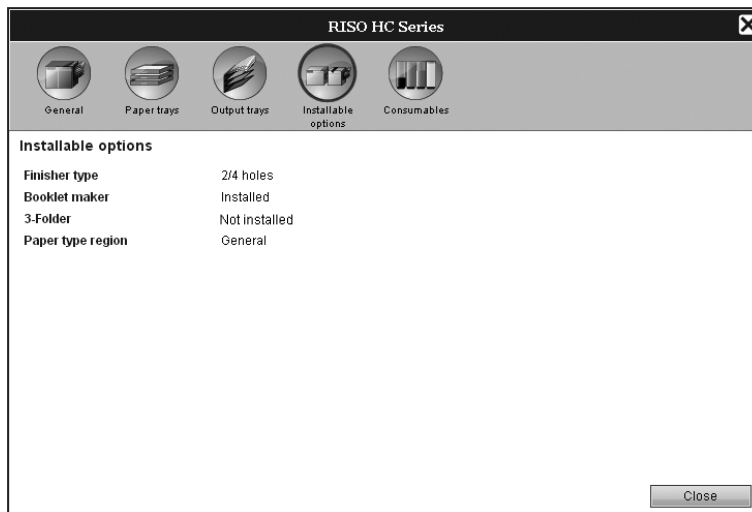 RISO HC Series
General
Paper trays
Output trays
Installable options
Consumables
Installable options
Finisher type 2/4 holes
Booklet maker Installed
3-Folder Not installed
Paper type region General
Close